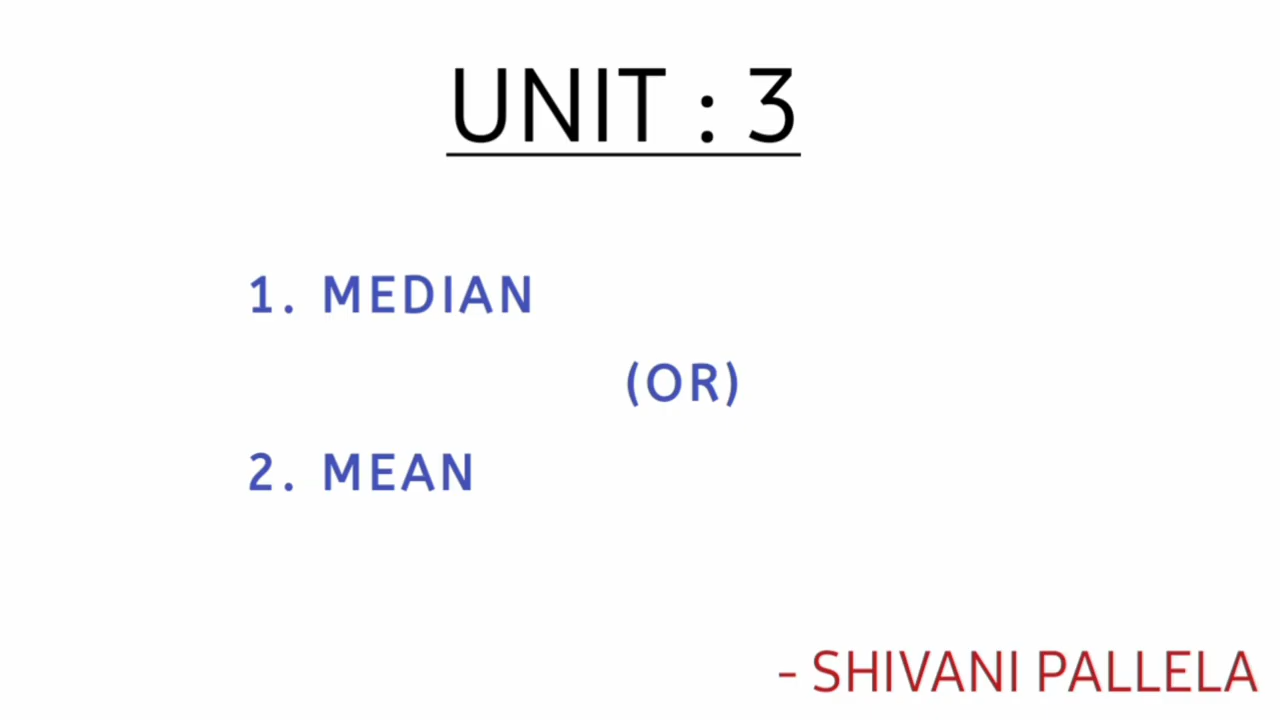 UNIT : 3
1. MEDIAN
(OR)
2. MEAN
- SHIVANI PALLELA